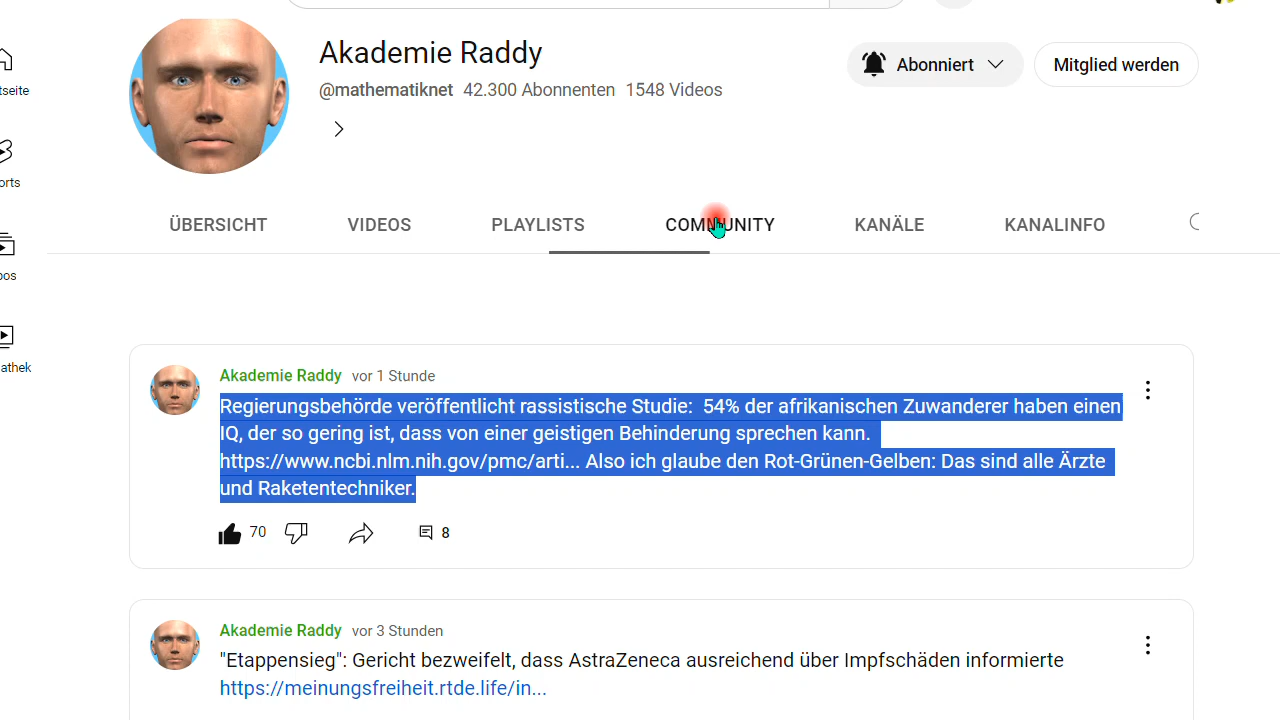 Akademie Raddy
Abonniert
Mitglied werden
tseite
@mathematiknet 42.300 Abonnenten 1548 Videos
orts
ÜBERSICHT VIDEOS PLAYLISTS COMMUNITY KANÄLE KANALINFO
os
athek
Akademie Raddy vor 1 Stunde
Regierungsbehörde veröffentlicht rassistische Studie: 54% der afrikanischen Zuwanderer haben einen
IQ, der so gering ist, dass von einer geistigen Behinderung sprechen kann.
https://www.ncbi.nlm.nih.gov/pmc/arti... Also ich glaube den Rot-Grünen-Gelben: Das sind alle Ärzte
und Raketentechniker.
70 8
Akademie Raddy vor 3 Stunden
"Etappensieg": Gericht bezweifelt, dass AstraZeneca ausreichend über Impfschäden informierte
https://meinungsfreiheit.rtde.life/in...